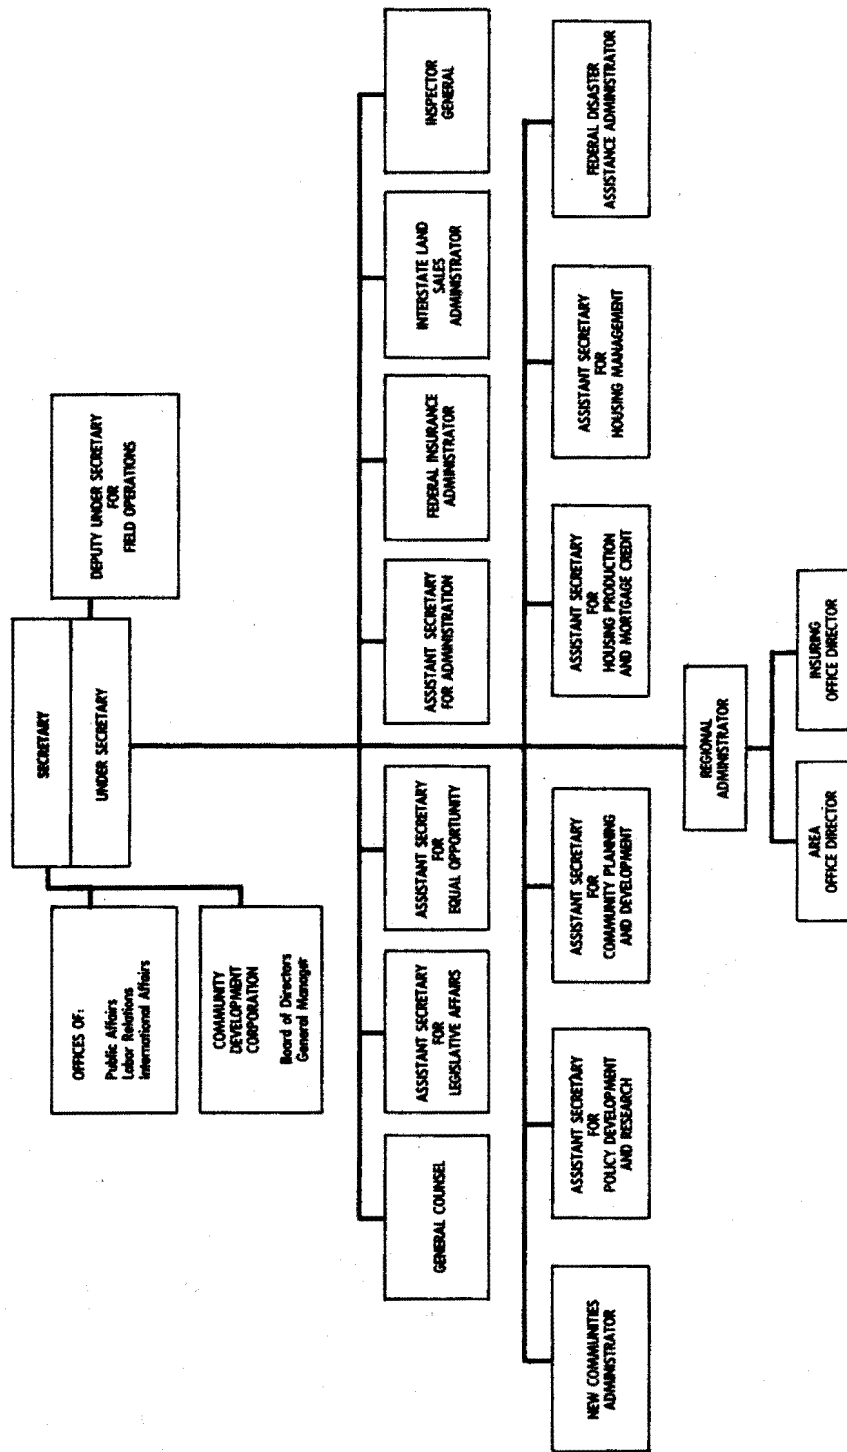 SECRETARY
UNDER SECRETARY
DEPUTY UNDER SECRETARY
FOR
FIELD OPERATIONS
OFFICES OF:
Public Affairs
Labor Relations
International Affairs
COMMUNITY
DEVELOPMENT
CORPORATION
Board of Directors
General Manager
GENERAL COUNSEL
ASSISTANT SECRETARY
FOR
LEGISLATIVE AFFAIRS
ASSISTANT SECRETARY
FOR
EQUAL OPPORTUNITY
ASSISTANT SECRETARY
FOR ADMINISTRATION
FEDERAL INSURANCE
ADMINISTRATOR
INTERSTATE LAND
SALES
ADMINISTRATOR
INSPECTOR
GENERAL
NEW COMMUNITIES
ADMINISTRATOR
ASSISTANT SECRETARY
FOR
POLICY DEVELOPMENT
AND RESEARCH
ASSISTANT SECRETARY
FOR
COMMUNITY PLANNING
AND DEVELOPMENT
ASSISTANT SECRETARY
FOR
HOUSING PRODUCTION
AND MORTGAGE CREDIT
ASSISTANT SECRETARY
FOR
HOUSING MANAGEMENT
FEDERAL DISASTER
ASSISTANCE ADMINISTRATOR
REGIONAL
ADMINISTRATOR
AREA
OFFICE DIRECTOR
INSURING
OFFICE DIRECTOR